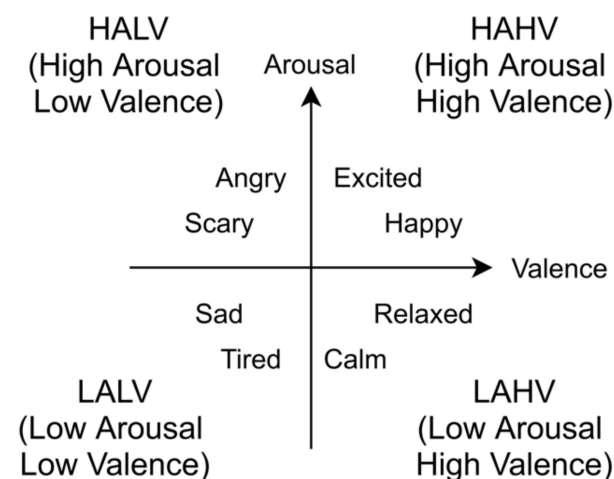 HALV
(High Arousal
Low Valence)
Arousal
HAHV
(High Arousal
High Valence)
Angry
Excited
Scary
Happy
Valence
Sad
Relaxed
Tired
Calm
LALV
(Low Arousal
Low Valence)
LAHV
(Low Arousal
High Valence)